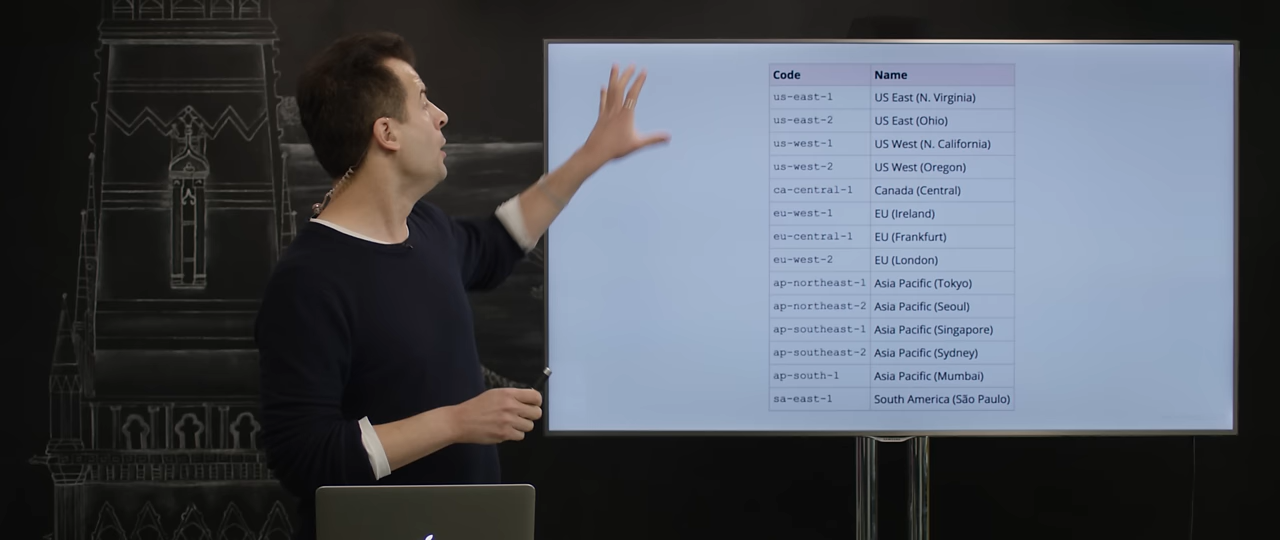 Code Name
us-east-1 US East (N. Virginia)
us-east-2 US East (Ohio)
us-west-1 US West (N. California)
us-west-2 US West (Oregon)
ca-central-1 Canada (Central)
eu-west-1 EU (Ireland)
eu-central-1 EU (Frankfurt)
eu-west-2 EU (London)
ap-northeast-1 Asia Pacific (Tokyo)
ap-northeast-2 Asia Pacific (Seoul)
ap-southeast-1 Asia Pacific (Singapore)
ap-southeast-2 Asia Pacific (Sydney)
ap-south-1 Asia Pacific (Mumbai)
sa-east-1 South America (São Paulo)